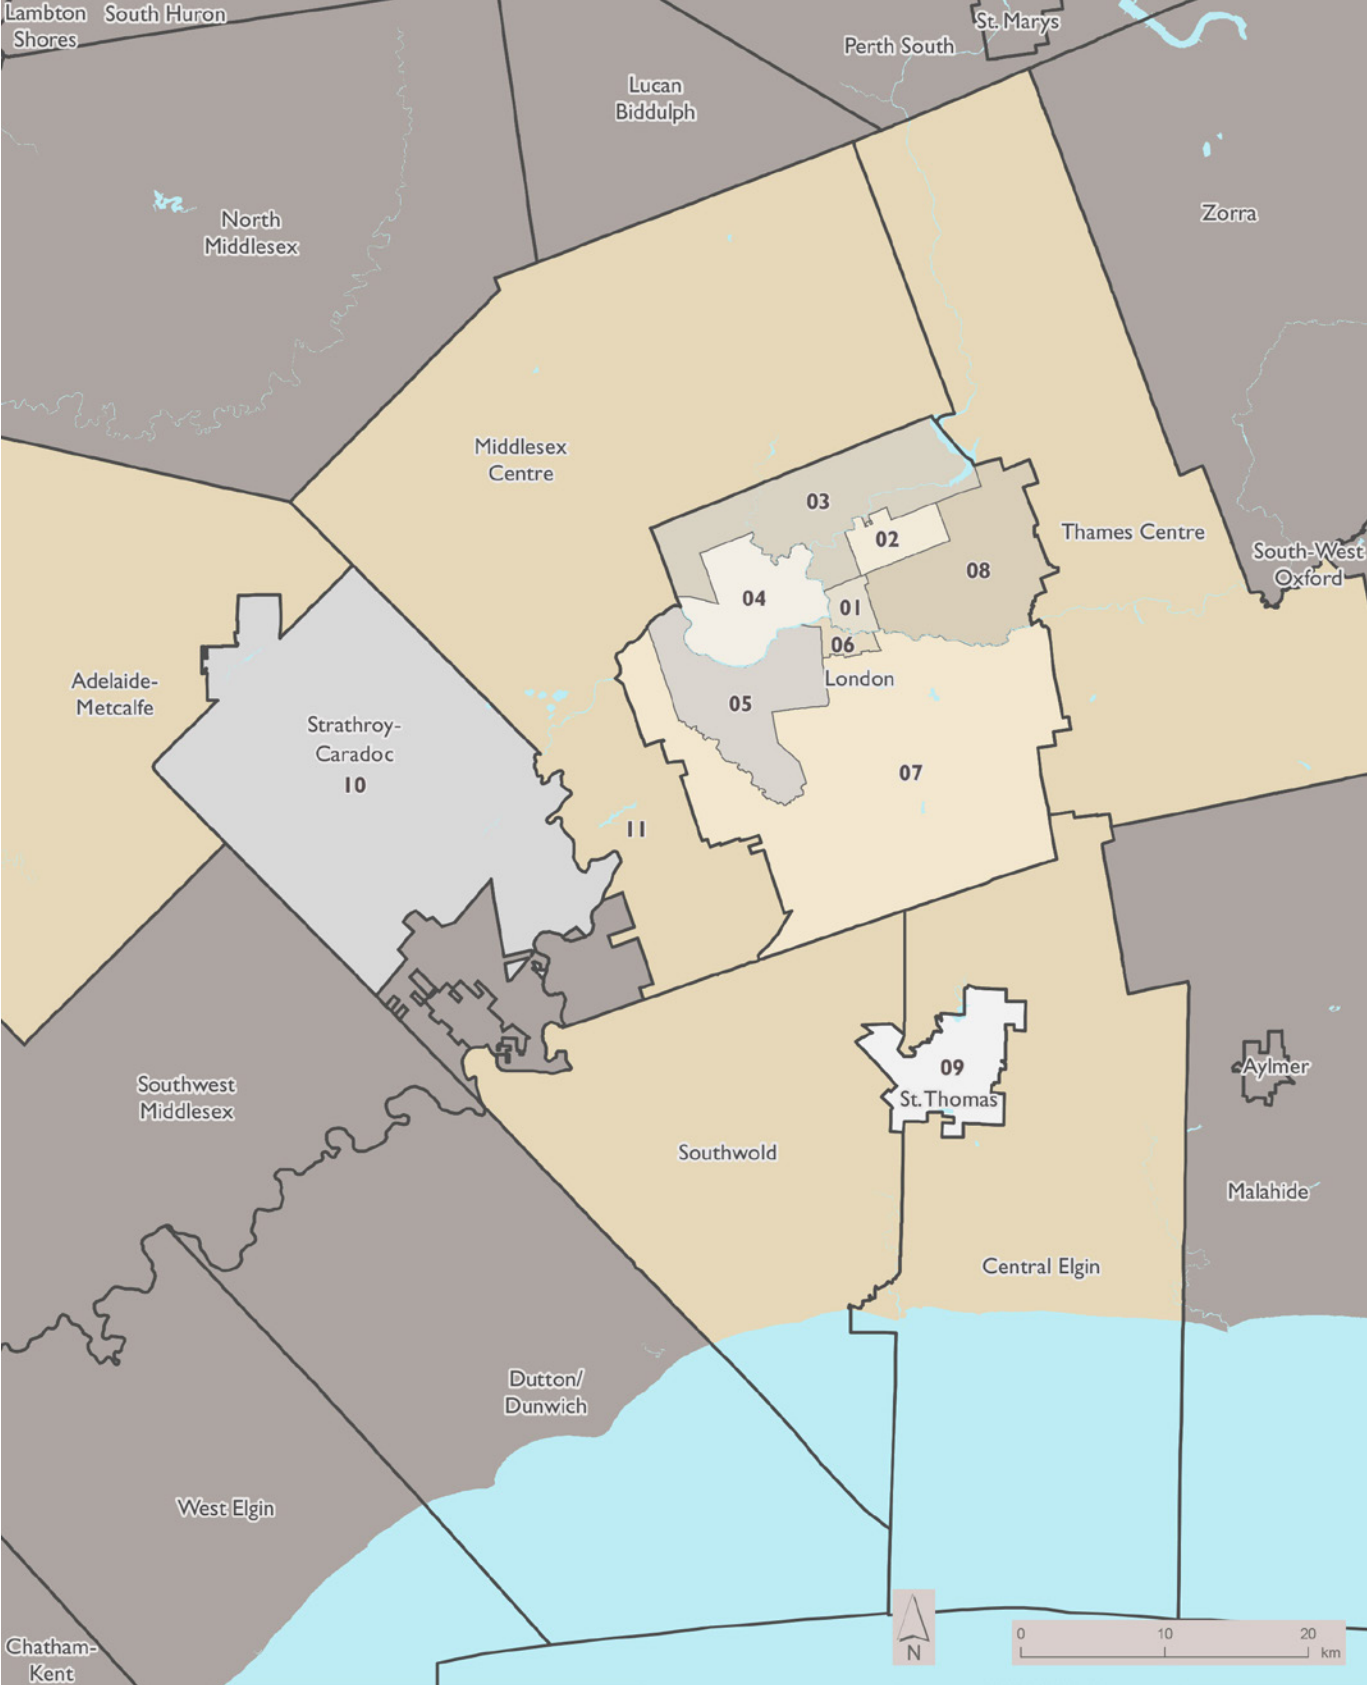 Lambton
Shores
South Huron
St. Marys
Perth South
Lucan
Biddulph
North
Middlesex
Zorra
Middlesex
Centre
03
02
Thames Centre
South-West
Oxford
08
04
01
06
London
Adelaide-
Metcalfe
05
Strathroy-
Caradoc
10
07
11
09
St. Thomas
Aylmer
Southwest
Middlesex
Southwold
Malahide
Central Elgin
Dutton/
Dunwich
West Elgin
Chatham-
Kent
N
0 10 20
km